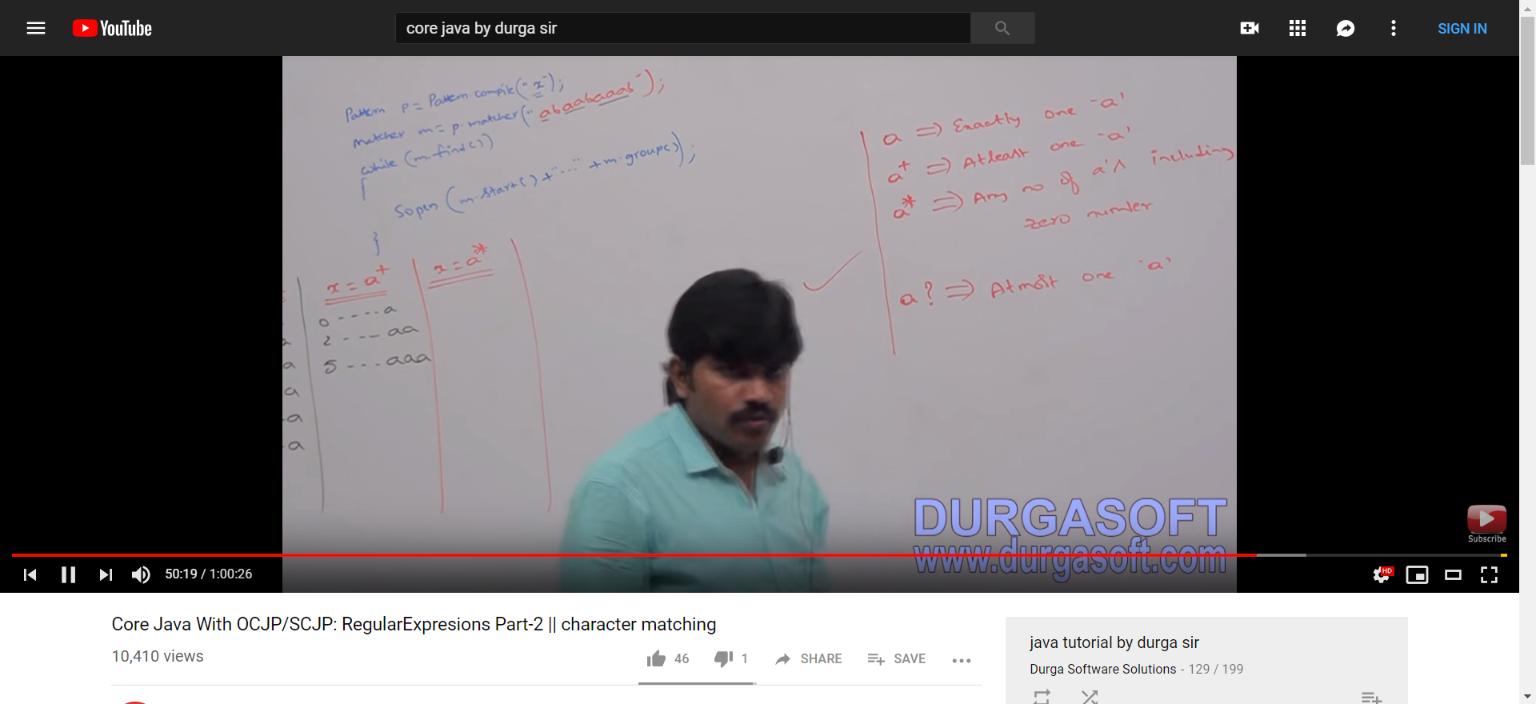 YouTube
core java by durga sir
SIGN IN
Pattern p = Pattern.compile("x");
Matcher m = p.matcher("abaabaaab");
while (m.find())
{
Sopln (m.start() + "...." + m.group());
}
a => Exactly one 'a'
a+ => Atleast one 'a'
a* => Any no of a's including
zero number
a? => Atmost one 'a'
x = a+
0 ---- a
2 --- aa
5 --- aaa
x = a*
a
a
a
a
a
DURGASOFT
www.durgasoft.com
Subscribe
50:19 / 1:00:26
HD
Core Java With OCJP/SCJP: RegularExpresions Part-2 || character matching
10,410 views
46
1
SHARE
SAVE
java tutorial by durga sir
Durga Software Solutions - 129 / 199